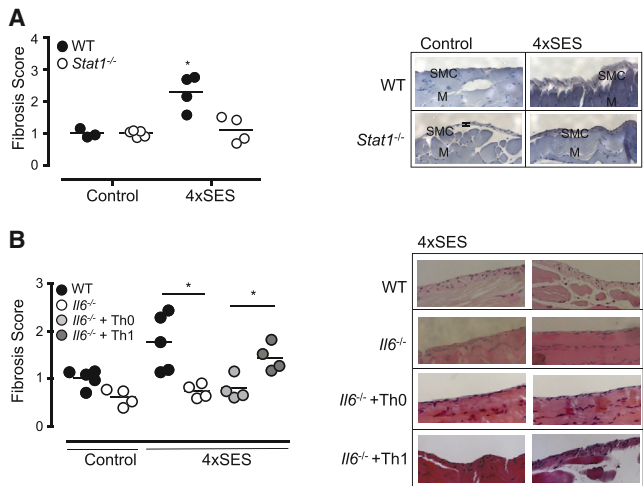 A
WT
Stat1-/-
Fibrosis Score
4
3
2
1
0
*
Control
4xSES
Control
4xSES
WT
SMC
M
SMC
M
Stat1-/-
SMC
M
SMC
M
B
WT
Il6-/-
Il6-/- + Th0
Il6-/- + Th1
Fibrosis Score
3
2
1
0
*
*
Control
4xSES
4xSES
WT
Il6-/-
Il6-/- +Th0
Il6-/- +Th1